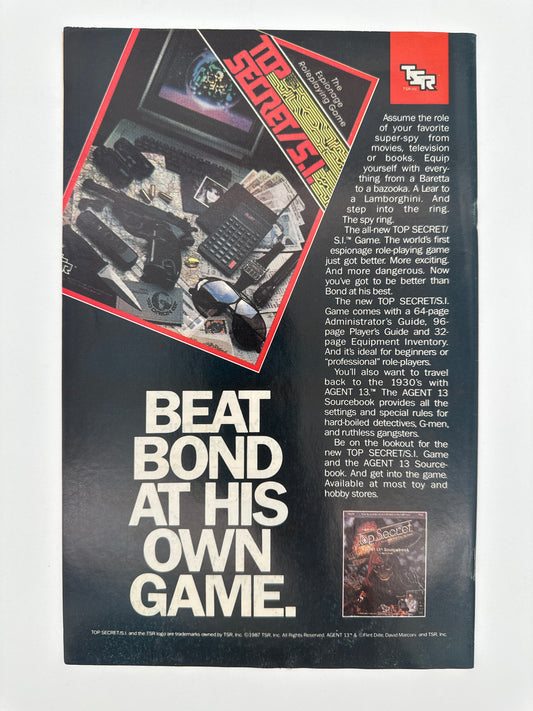 TOP
SECRET/S.I.
The
Espionage
Roleplaying Game
TSR
TSR, Inc.
Assume the role
of your favorite
super-spy from
movies, television
or books. Equip
yourself with every-
thing from a Baretta
to a bazooka. A Lear to
a Lamborghini. And
step into the ring.
The spy ring.
The all-new TOP SECRET/
S.I.™ Game. The world's first
espionage role-playing game
just got better. More exciting.
And more dangerous. Now
you've got to be better than
Bond at his best.
The new TOP SECRET/S.I.
Game comes with a 64-page
Administrator's Guide, 96-
page Player's Guide and 32-
page Equipment Inventory.
And it's ideal for beginners or
"professional" role-players.
You'll also want to travel
back to the 1930's with
AGENT 13.™ The AGENT 13
Sourcebook provides all the
settings and special rules for
hard-boiled detectives, G-men,
and ruthless gangsters.
Be on the lookout for the
new TOP SECRET/S.I. Game
and the AGENT 13 Source-
book. And get into the game.
Available at most toy and
hobby stores.
BEAT
BOND
AT HIS
OWN
GAME.
Top Secret
TOP SECRET/S.I. and the TSR logo are trademarks owned by TSR, Inc. ©1987 TSR, Inc. All Rights Reserved. AGENT 13™ & ©Flint Dille, David Marconi and TSR, Inc.